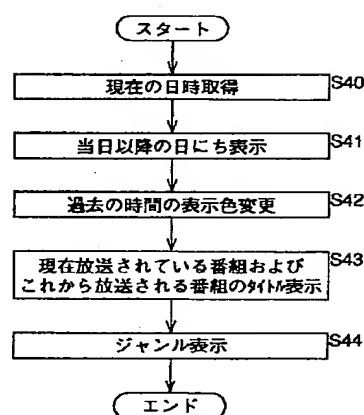 スタート
現在の日時取得
S40
当日以降の日にち表示
S41
過去の時間の表示色変更
S42
現在放送されている番組および
これから放送される番組のタイトル表示
S43
ジャンル表示
S44
エンド